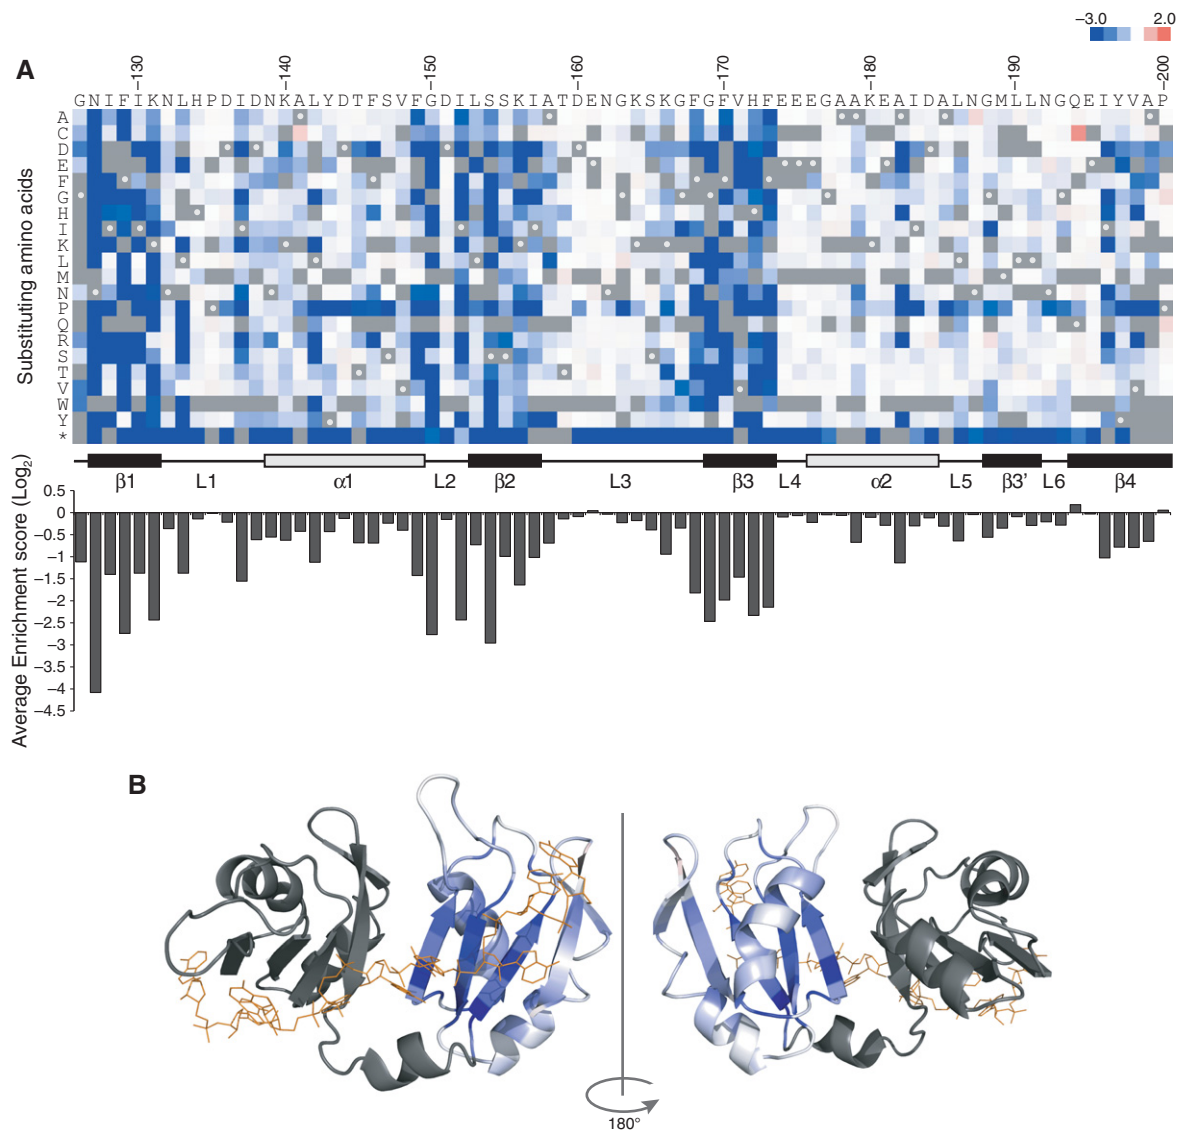 −3.0 2.0
A
-130 -140 -150 -160 -170 -180 -190 -200
GNIFIKNLHPDIDNKALYDTFSVFGDILSSKIATDENGKSKGFGFVHFEEEGAAKEAIDALNGMLLNGQEIYVAP
Substituting amino acids
A
C
D
E
F
G
H
I
K
L
M
N
P
Q
R
S
T
V
W
Y
*
β1 L1 α1 L2 β2 L3 β3 L4 α2 L5 β3' L6 β4
Average Enrichment score (Log2)
0.5
0
−0.5
−1
−1.5
−2
−2.5
−3
−3.5
−4
−4.5
B
180°